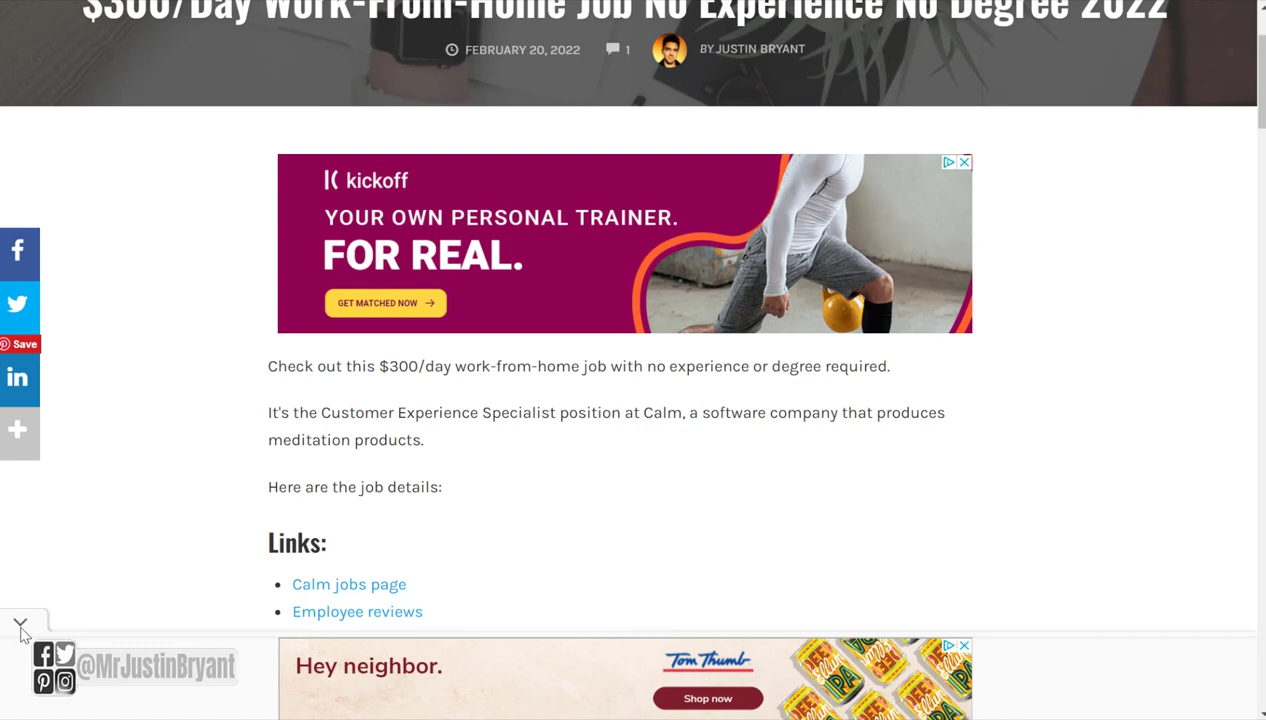 $300/Day Work-From-Home Job No Experience No Degree 2022
FEBRUARY 20, 2022 1 BY JUSTIN BRYANT
kickoff
YOUR OWN PERSONAL TRAINER.
FOR REAL.
GET MATCHED NOW →
Save
Check out this $300/day work-from-home job with no experience or degree required.
It's the Customer Experience Specialist position at Calm, a software company that produces
meditation products.
Here are the job details:
Links:
• Calm jobs page
• Employee reviews
@MrJustinBryant
Hey neighbor.
Tom Thumb
Shop now
DEEP
Ellum
IPA